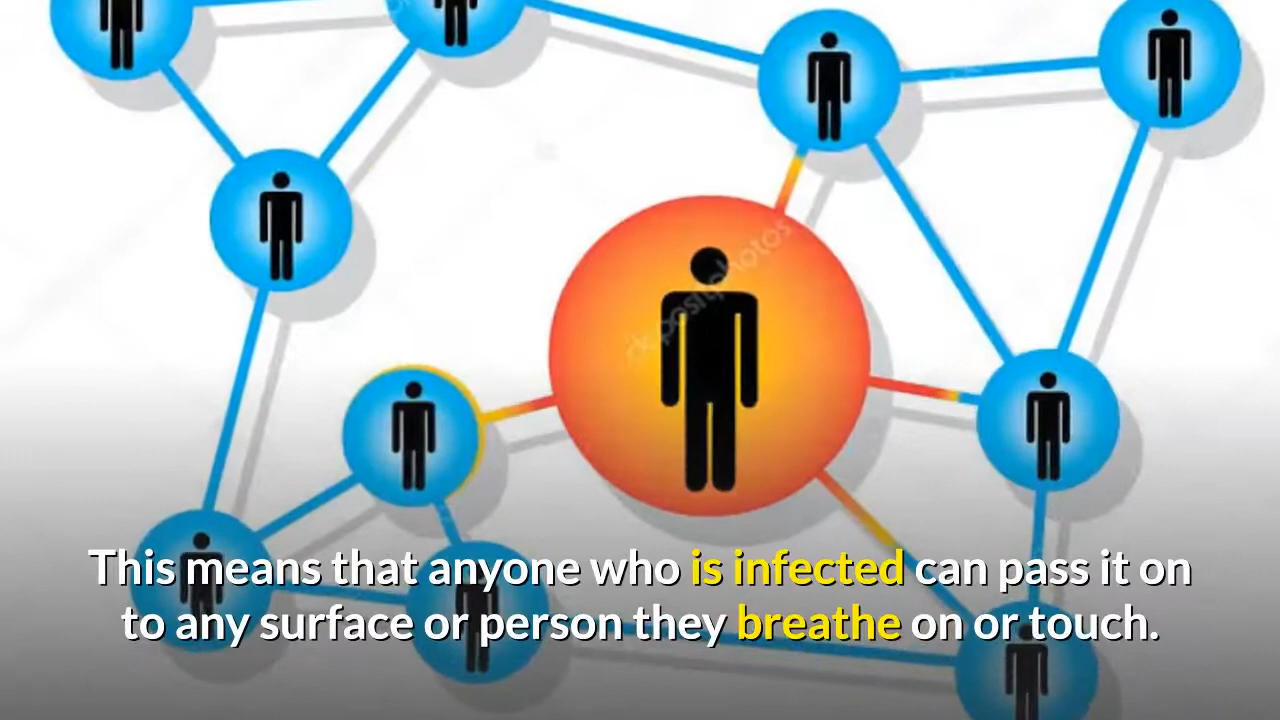 depositphotos
This means that anyone who is infected can pass it on
to any surface or person they breathe on or touch.